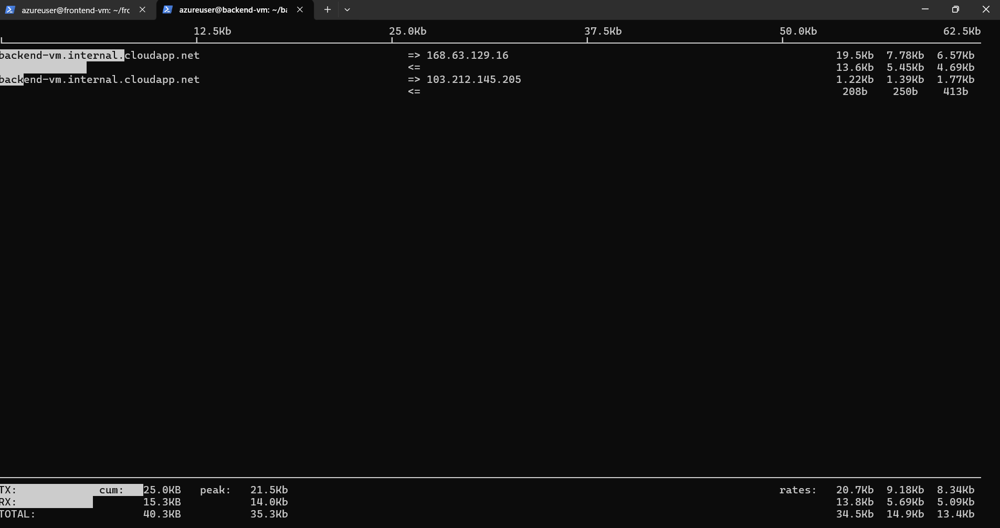 azureuser@frontend-vm: ~/frc azureuser@backend-vm: ~/ba
12.5Kb 25.0Kb 37.5Kb 50.0Kb 62.5Kb
backend-vm.internal.cloudapp.net => 168.63.129.16 19.5Kb 7.78Kb 6.57Kb
<= 13.6Kb 5.45Kb 4.69Kb
backend-vm.internal.cloudapp.net => 103.212.145.205 1.22Kb 1.39Kb 1.77Kb
<= 208b 250b 413b
TX: cum: 25.0KB peak: 21.5Kb rates: 20.7Kb 9.18Kb 8.34Kb
RX: 15.3KB 14.0Kb 13.8Kb 5.69Kb 5.09Kb
TOTAL: 40.3KB 35.3Kb 34.5Kb 14.9Kb 13.4Kb